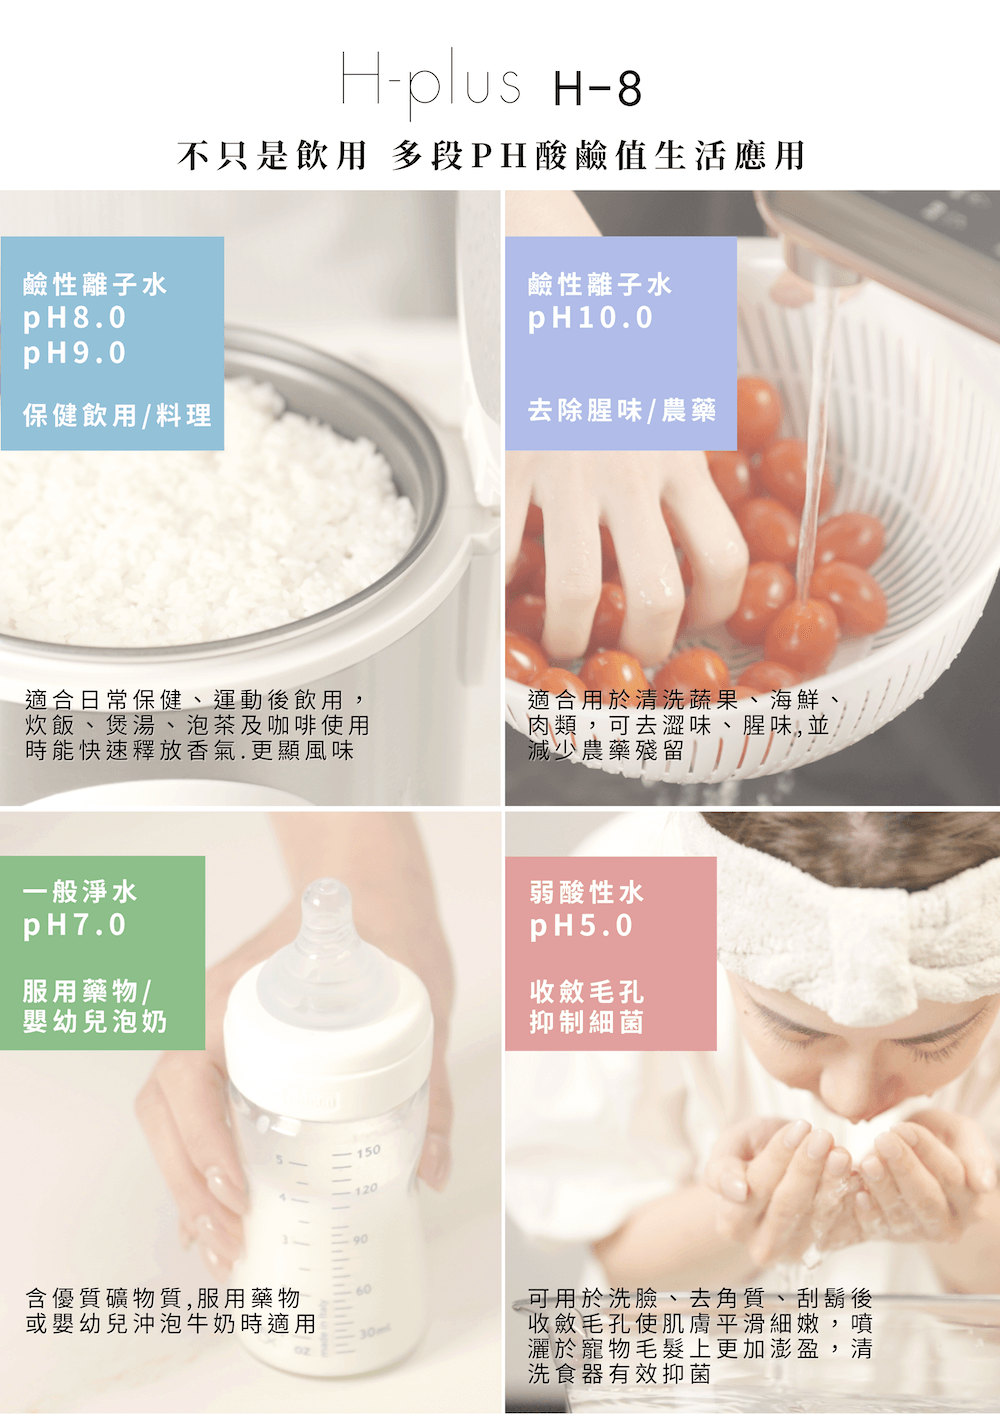 H-plus H-8
不只是飲用 多段PH酸鹼值生活應用
鹼性離子水
pH8.0
pH9.0
保健飲用/料理
適合日常保健、運動後飲用，
炊飯、煲湯、泡茶及咖啡使用
時能快速釋放香氣.更顯風味
鹼性離子水
pH10.0
去除腥味/農藥
適合用於清洗蔬果、海鮮、
肉類，可去澀味、腥味,並
減少農藥殘留
一般淨水
pH7.0
服用藥物/
嬰幼兒泡奶
5
4
3
150
120
90
60
30ml
OZ
含優質礦物質,服用藥物
或嬰幼兒沖泡牛奶時適用
弱酸性水
pH5.0
收斂毛孔
抑制細菌
可用於洗臉、去角質、刮鬍後
收斂毛孔使肌膚平滑細嫩，噴
灑於寵物毛髮上更加澎盈，清
洗食器有效抑菌